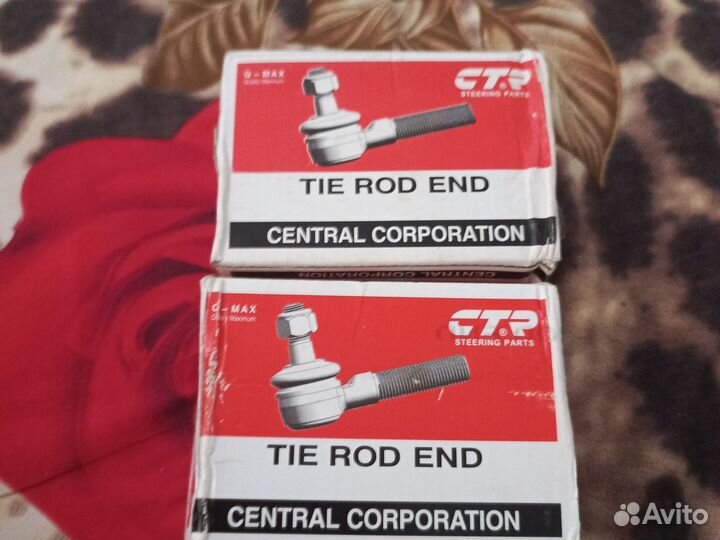 Q-MAX
Quality Maximum
CTR®
STEERING PARTS
TIE ROD END
CENTRAL CORPORATION
CENTRAL CORPORATION
Q-MAX
Quality Maximum
CTR®
STEERING PARTS
TIE ROD END
CENTRAL CORPORATION
Avito